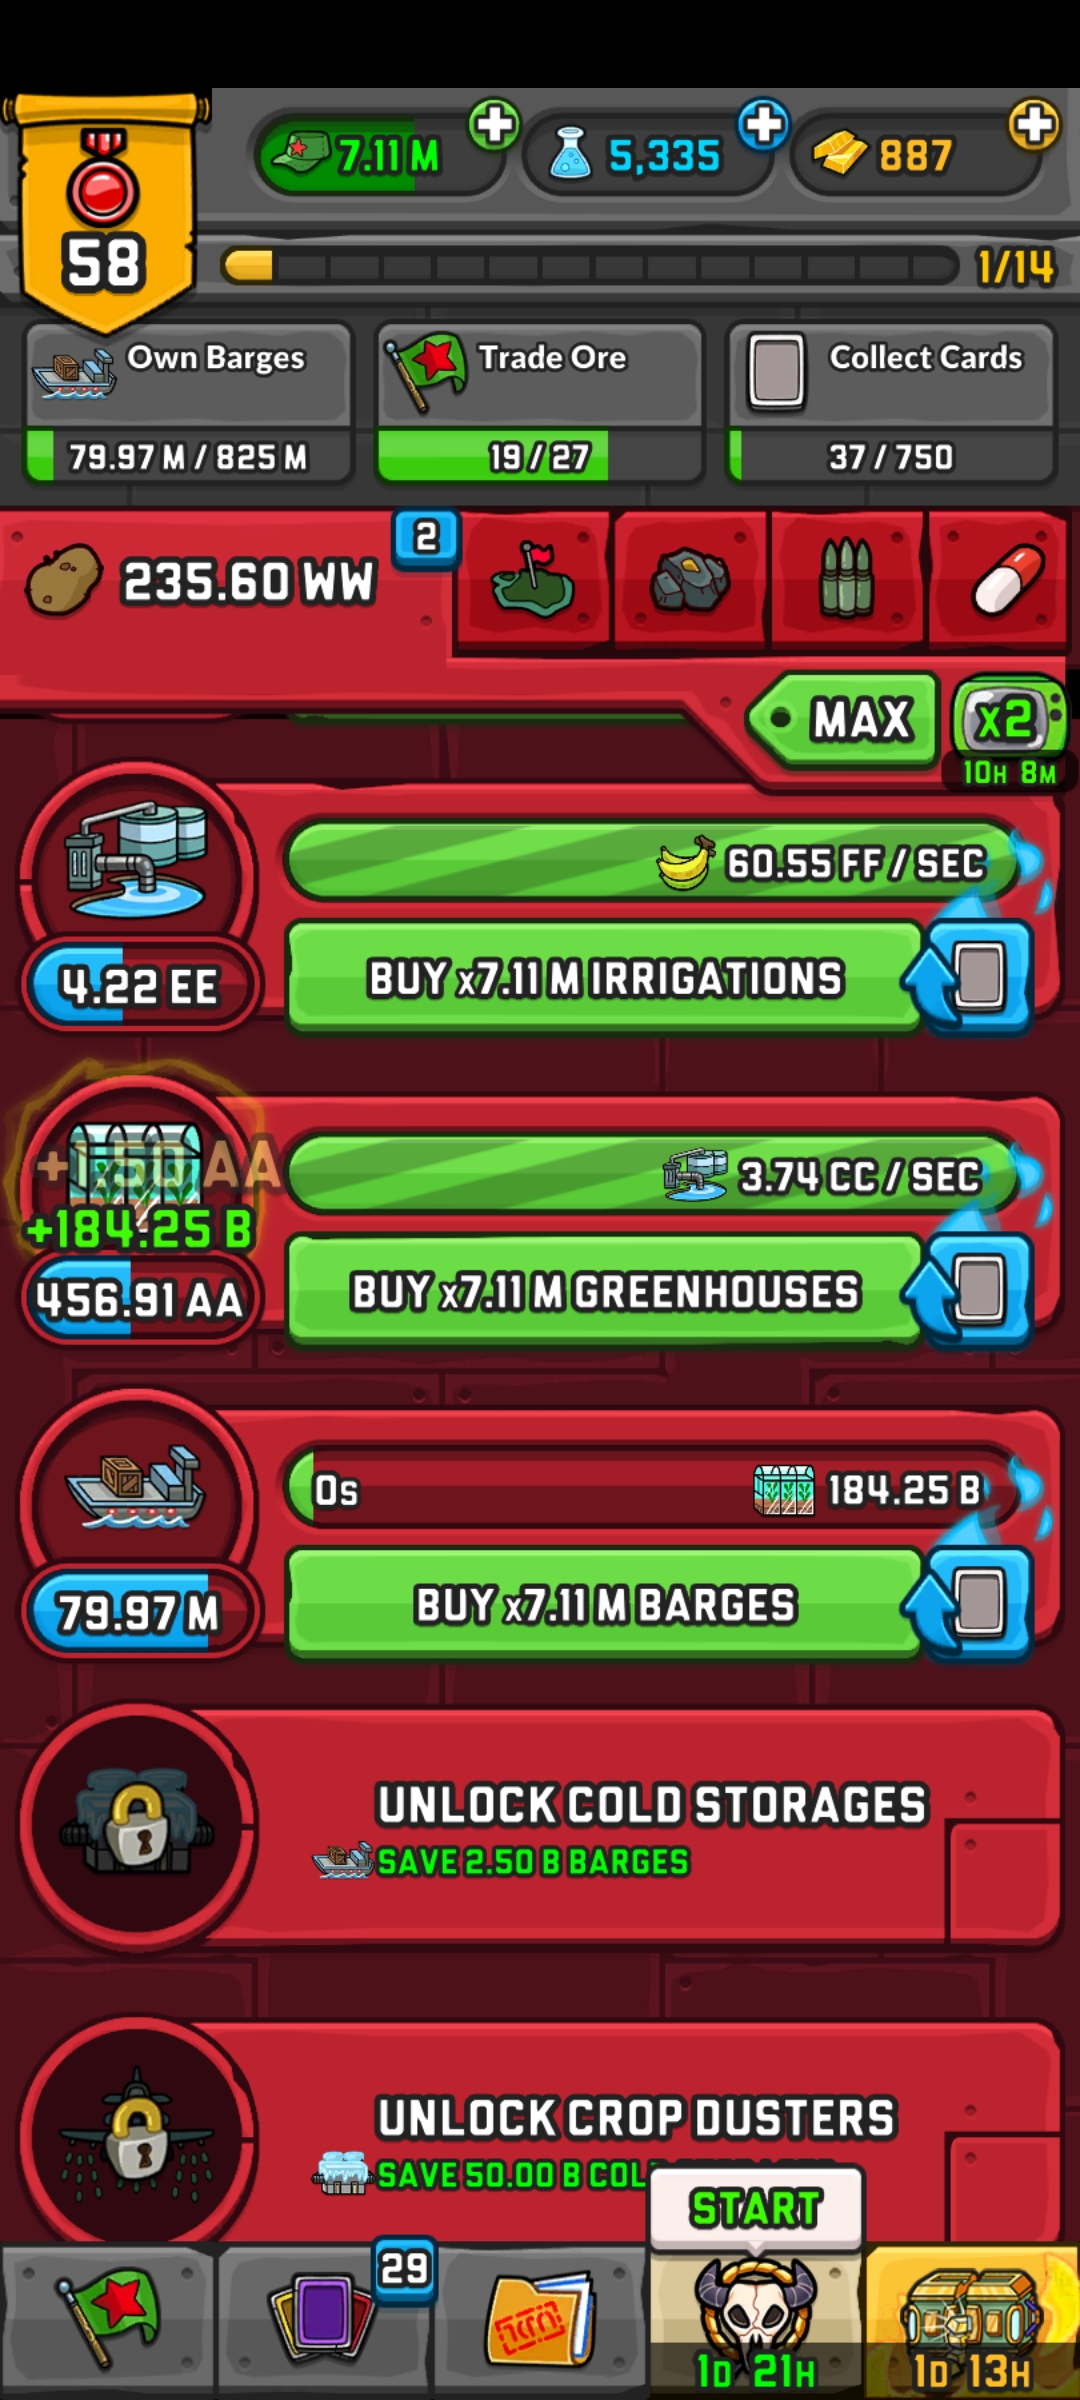 7.11 M
5,335
887
58
1/14
Own Barges
79.97 M / 825 M
Trade Ore
19 / 27
Collect Cards
37 / 750
235.60 WW
2
MAX
x2
10H 8M
60.55 FF / SEC
4.22 EE
BUY x7.11 M IRRIGATIONS
+1.50 AA
+184.25 B
3.74 CC / SEC
456.91 AA
BUY x7.11 M GREENHOUSES
0s
184.25 B
79.97 M
BUY x7.11 M BARGES
UNLOCK COLD STORAGES
SAVE 2.50 B BARGES
UNLOCK CROP DUSTERS
SAVE 50.00 B COL
START
29
1D 21H
1D 13H